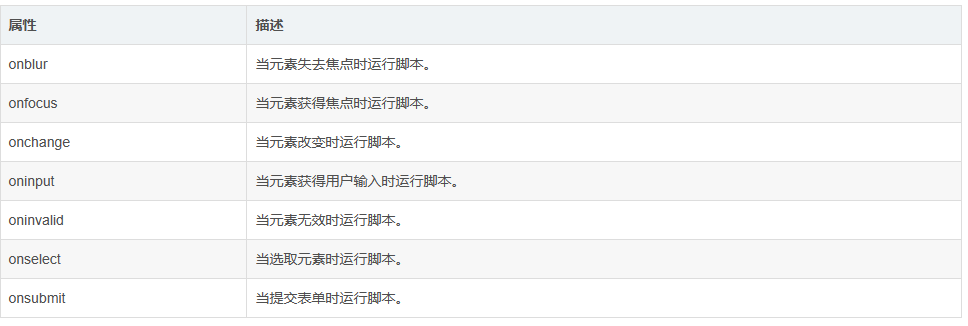 属性 描述
onblur 当元素失去焦点时运行脚本。
onfocus 当元素获得焦点时运行脚本。
onchange 当元素改变时运行脚本。
oninput 当元素获得用户输入时运行脚本。
oninvalid 当元素无效时运行脚本。
onselect 当选取元素时运行脚本。
onsubmit 当提交表单时运行脚本。